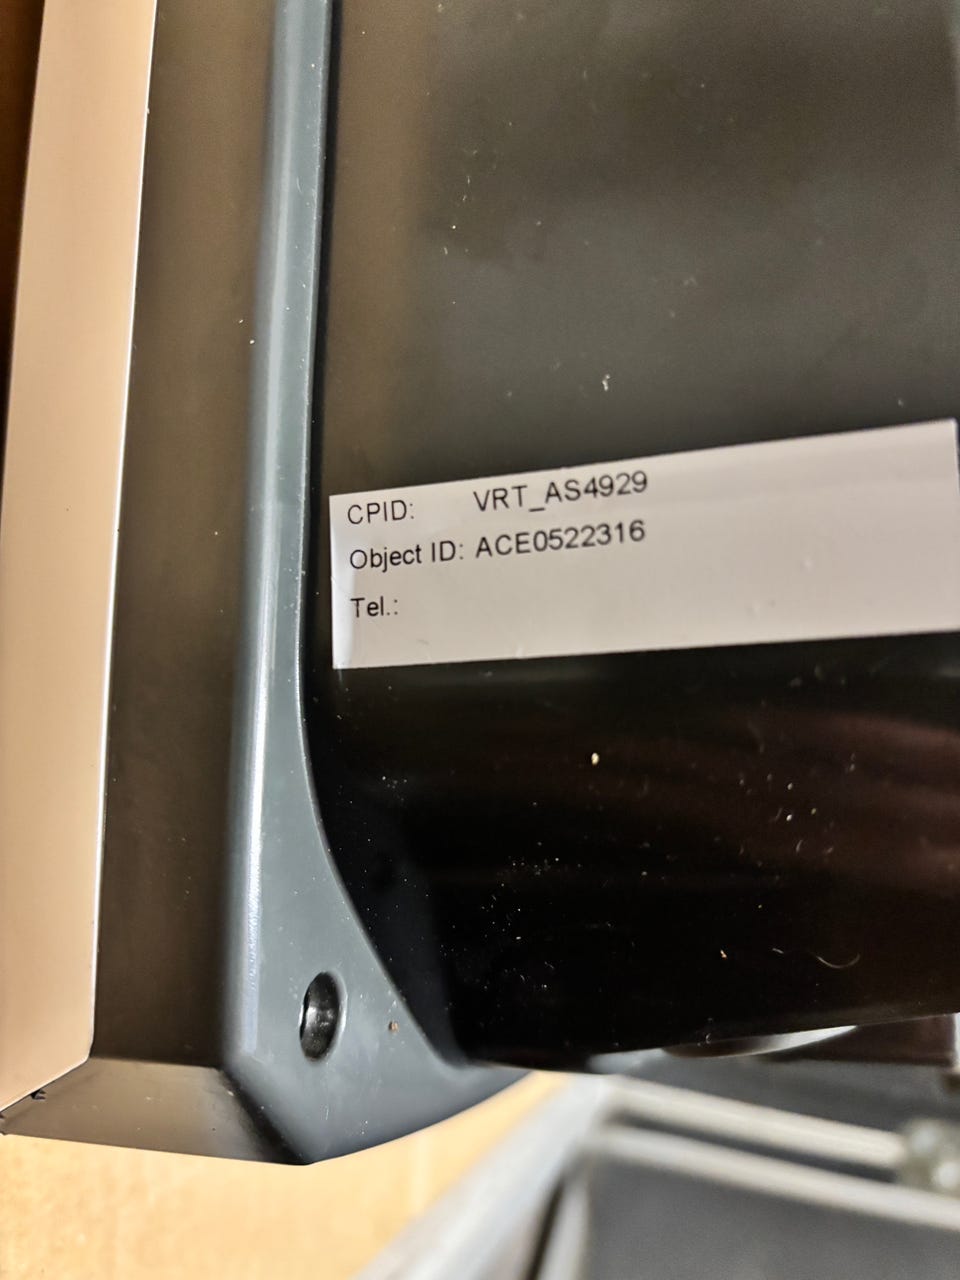 CPID: VRT_AS4929
Object ID: ACE0522316
Tel.: